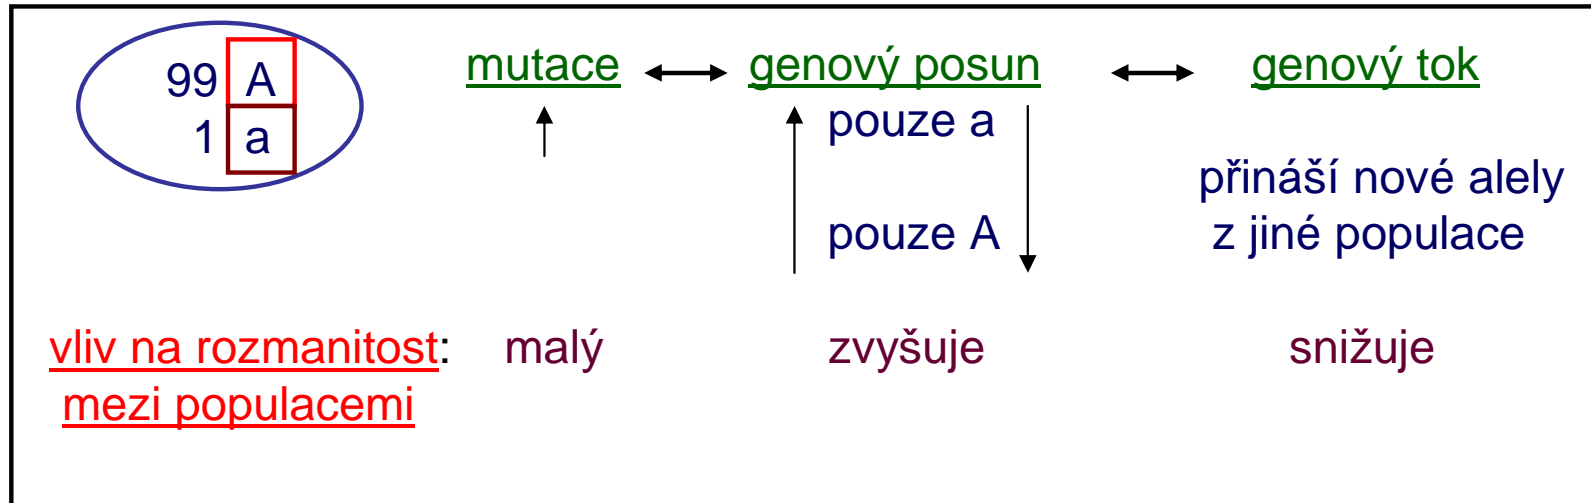 99 A
1 a
mutace genový posun genový tok
pouze a
přináší nové alely
pouze A z jiné populace
vliv na rozmanitost: malý zvyšuje snižuje
mezi populacemi